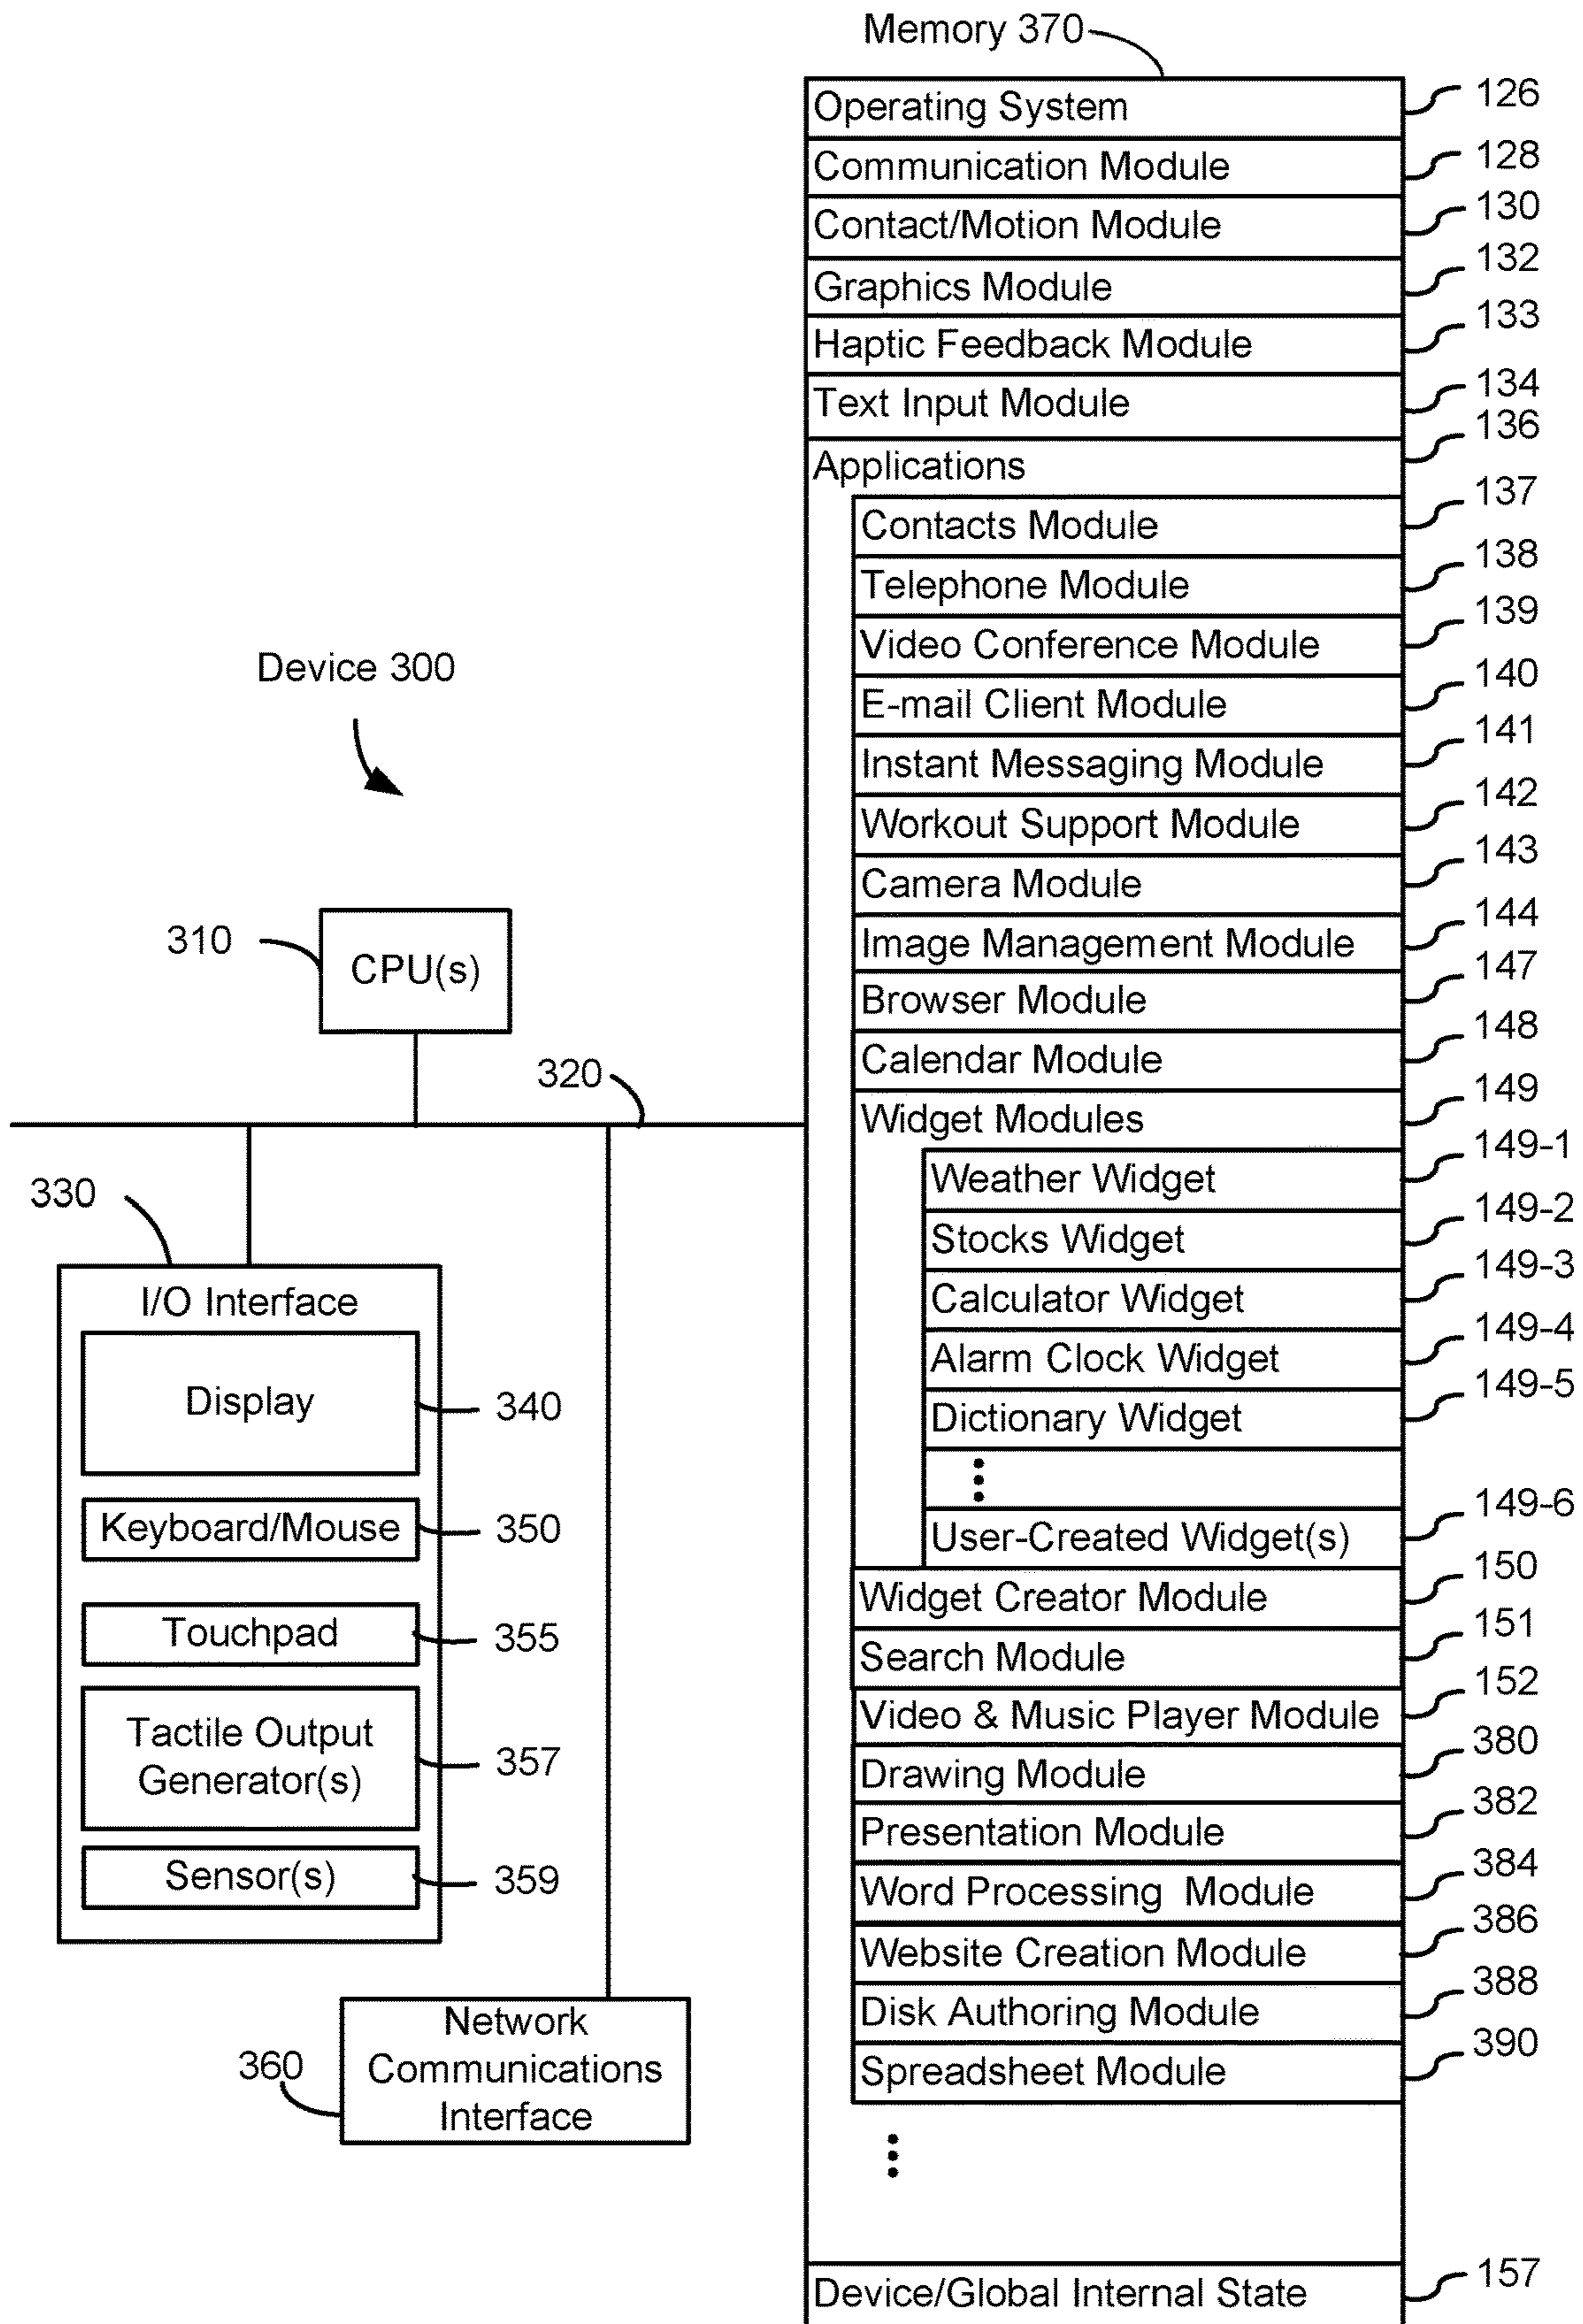 Memory 370
Operating System 126
Communication Module 128
Contact/Motion Module 130
Graphics Module 132
Haptic Feedback Module 133
Text Input Module 134
Applications 136
Contacts Module 137
Telephone Module 138
Video Conference Module 139
E-mail Client Module 140
Instant Messaging Module 141
Workout Support Module 142
Camera Module 143
Image Management Module 144
Browser Module 147
Calendar Module 148
Widget Modules 149
Weather Widget 149-1
Stocks Widget 149-2
Calculator Widget 149-3
Alarm Clock Widget 149-4
Dictionary Widget 149-5
User-Created Widget(s) 149-6
Widget Creator Module 150
Search Module 151
Video & Music Player Module 152
Drawing Module 380
Presentation Module 382
Word Processing Module 384
Website Creation Module 386
Disk Authoring Module 388
Spreadsheet Module 390
Device/Global Internal State 157
Device 300
310 CPU(s)
320
330
I/O Interface
Display 340
Keyboard/Mouse 350
Touchpad 355
Tactile Output
Generator(s) 357
Sensor(s) 359
360
Network
Communications
Interface